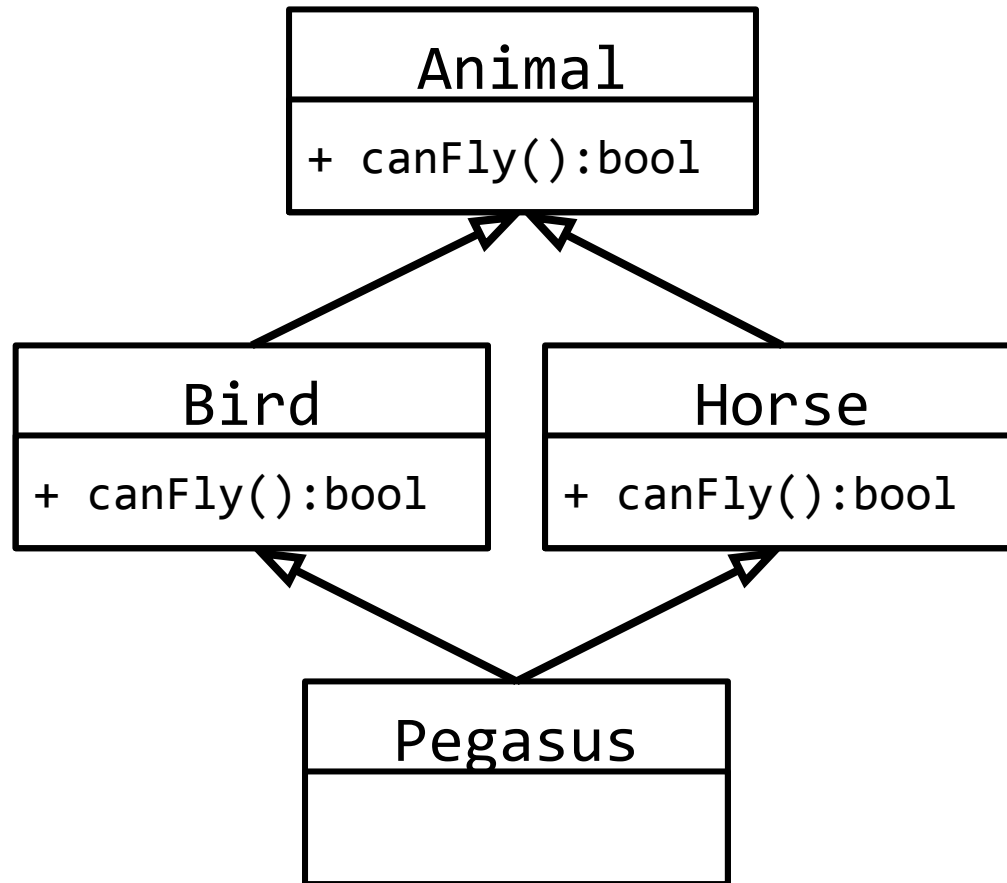 Animal
+ canFly():bool
Bird
+ canFly():bool
Horse
+ canFly():bool
Pegasus